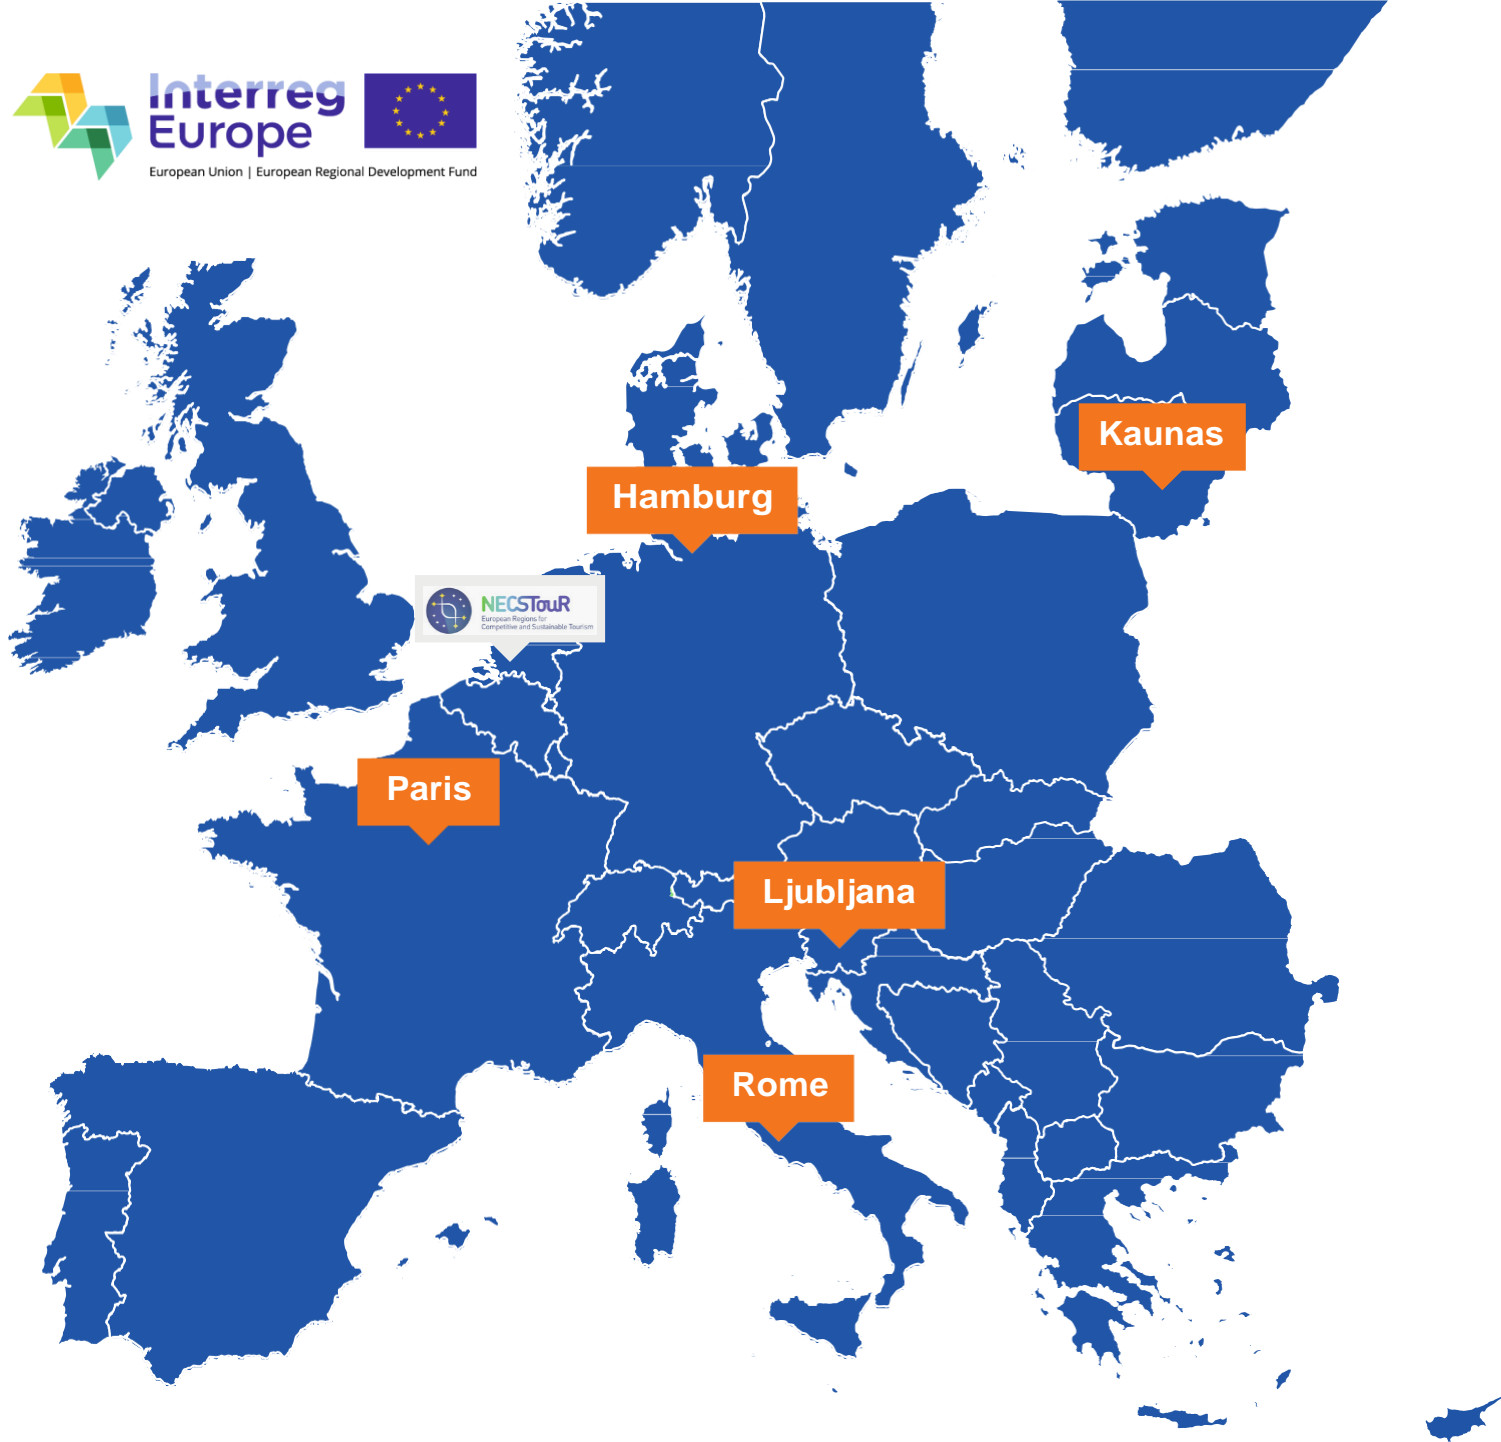 Interreg
Europe
European Union | European Regional Development Fund
Kaunas
Hamburg
NECSTouR
European Regions for
Competitive and Sustainable Tourism
Paris
Ljubljana
Rome